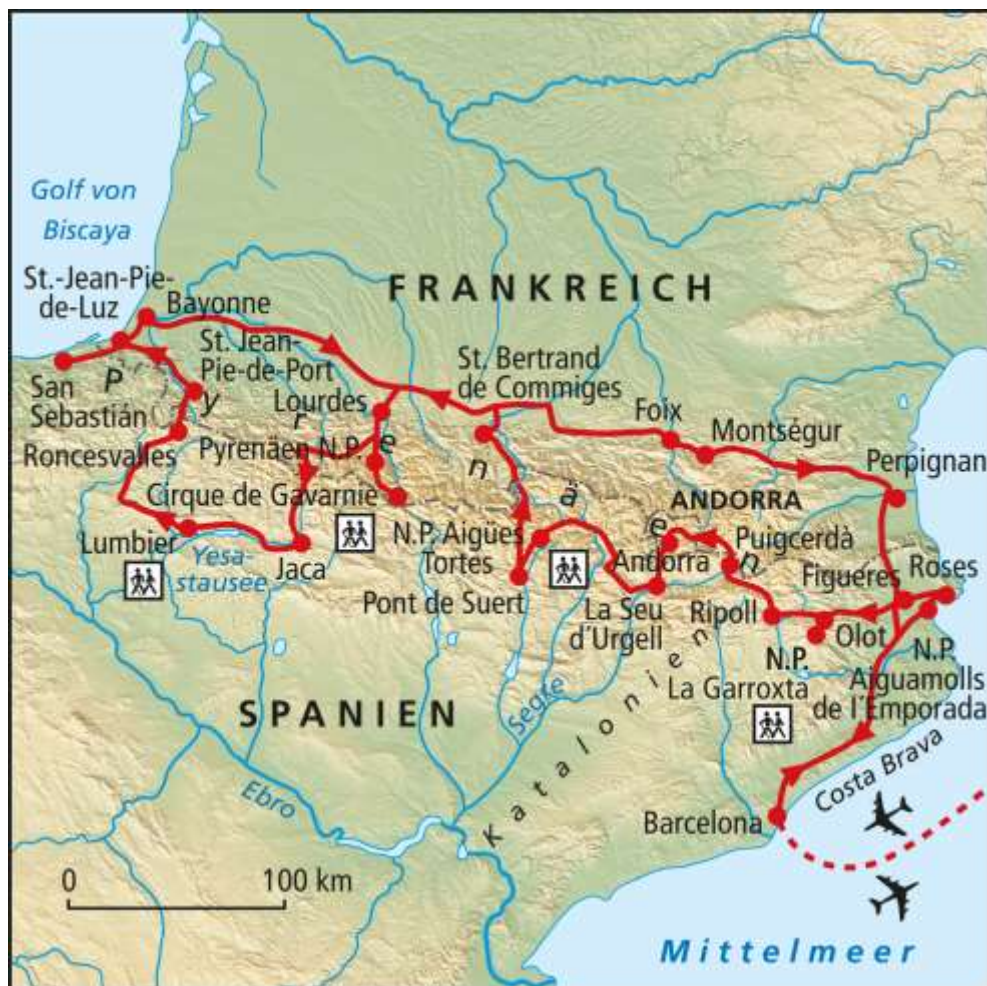 Golf von
Biscaya
FRANKREICH
St.-Jean-Pie-
de-Luz
Bayonne
St. Jean-
Pie-de-Port
St. Bertrand
de Commiges
San
Sebastián
Lourdes
Foix
Montségur
Roncesvalles
Pyrenäen N.P.
Perpignan
Pyrenäen
Cirque de Gavarnie
ANDORRA
Lumbier
Yesa-
stausee
Jaca
N.P. Aigües
Tortes
Andorra
Puigcerdà
Figueres
Roses
Pont de Suert
La Seu
d'Urgell
Ripoll
Olot
N.P.
La Garroxta
N.P.
Aiguamolls
de l'Emporada
SPANIEN
Segre
Katalonien
Ebro
Costa Brava
Barcelona
0 100 km
Mittelmeer